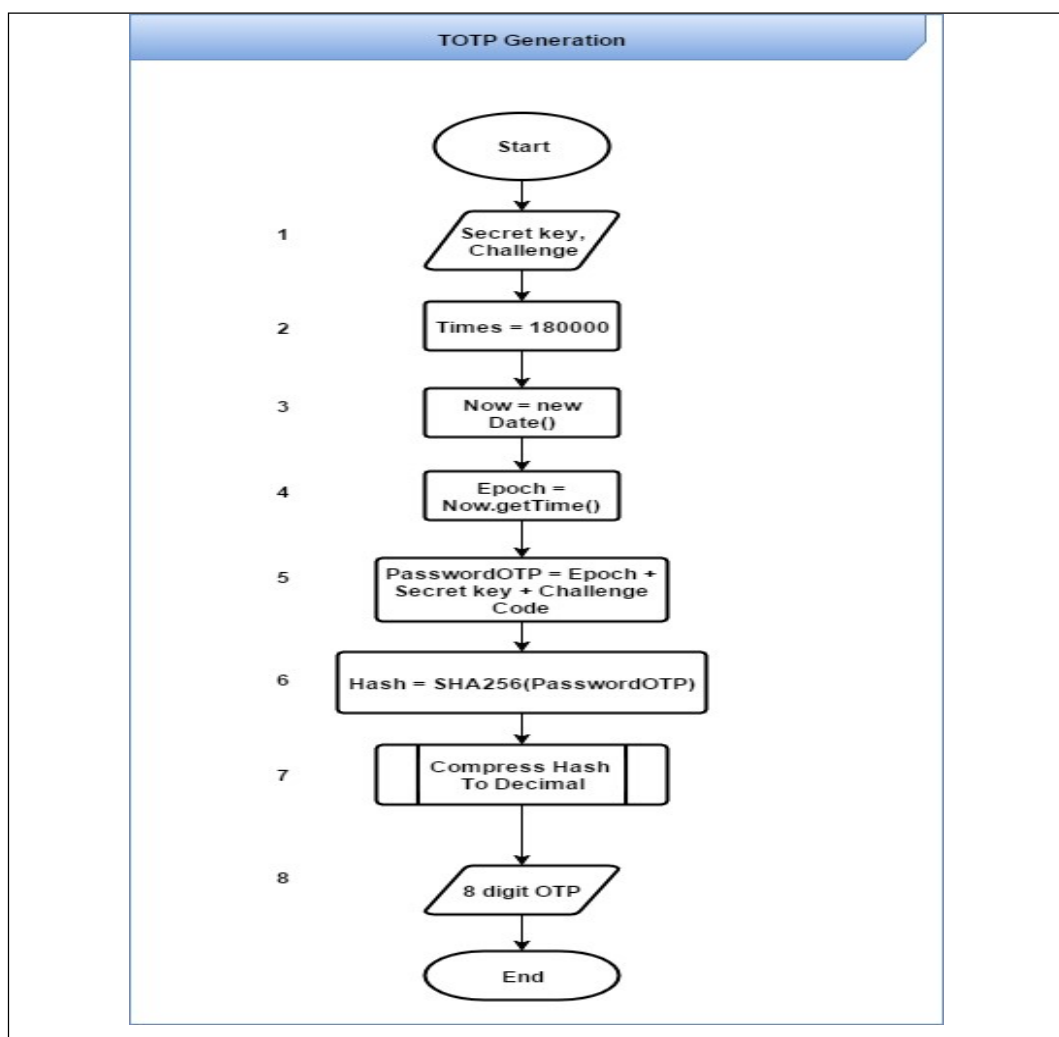 TOTP Generation
Start
1
Secret key,
Challenge
2
Times = 180000
3
Now = new
Date()
4
Epoch =
Now.getTime()
5
PasswordOTP = Epoch +
Secret key + Challenge
Code
6
Hash = SHA256(PasswordOTP)
7
Compress Hash
To Decimal
8
8 digit OTP
End